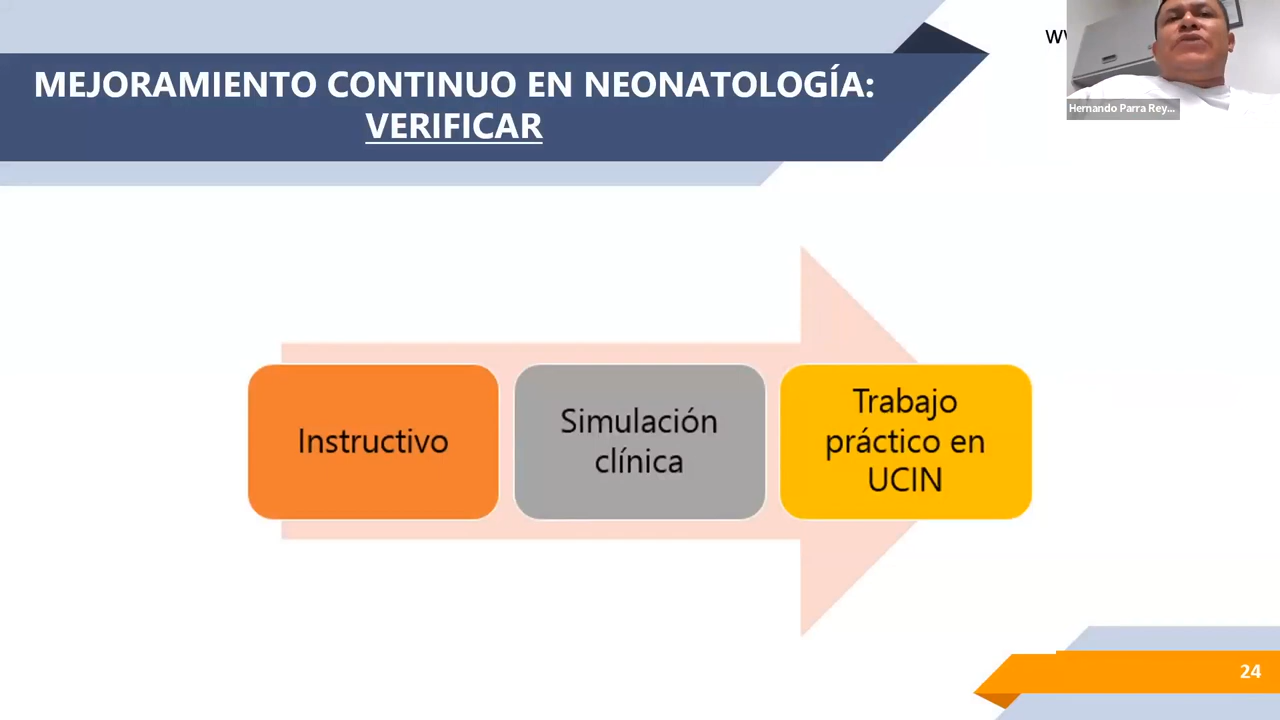 MEJORAMIENTO CONTINUO EN NEONATOLOGÍA:
VERIFICAR
Hernando Parra Rey...
Instructivo
Simulación
clínica
Trabajo
práctico en
UCIN
24